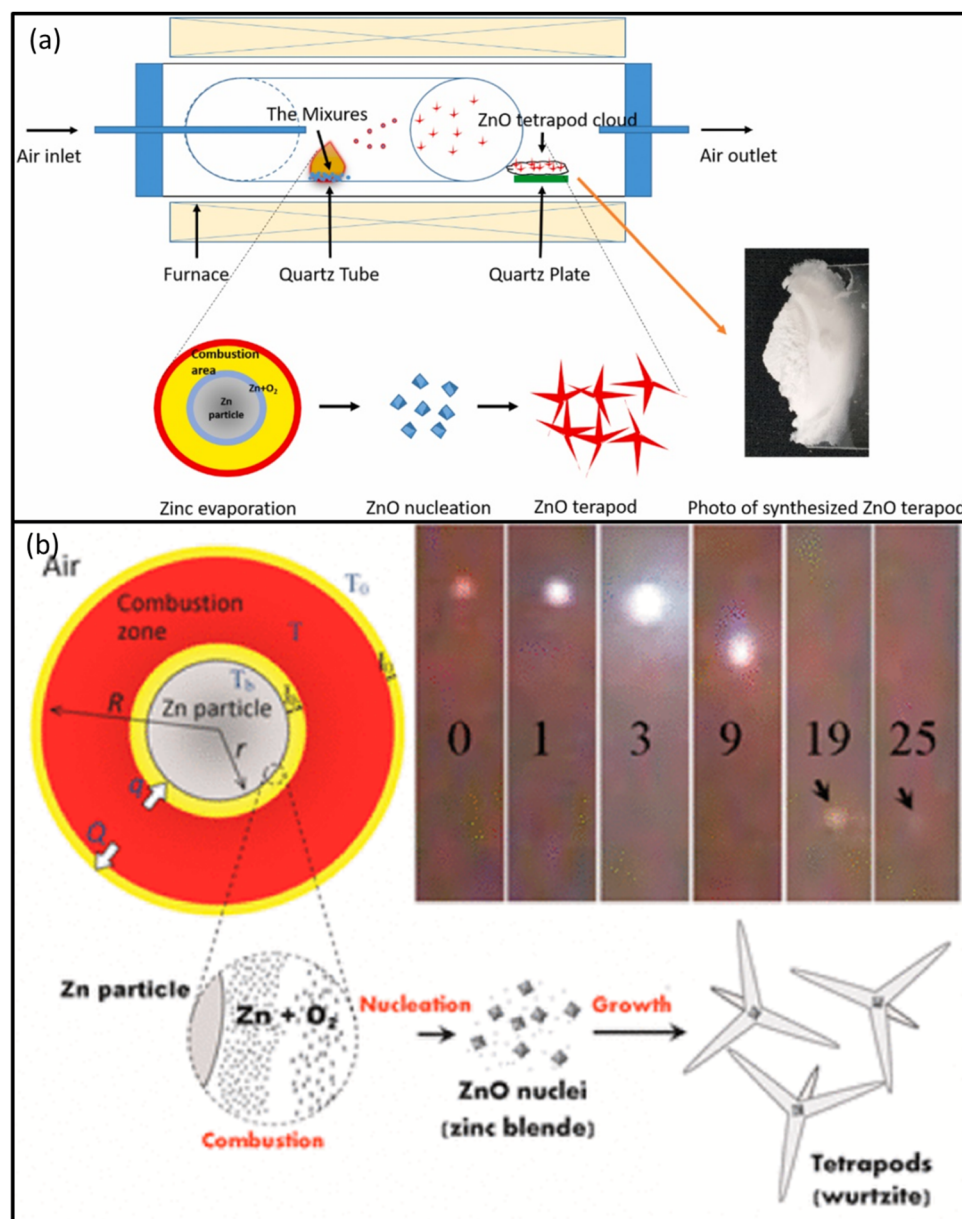 (a)
The Mixures
ZnO tetrapod cloud
Air inlet
Air outlet
Furnace
Quartz Tube
Quartz Plate
Combustion
area
Zn+O₂
Zn
particle
Zinc evaporation
ZnO nucleation
ZnO terapod
Photo of synthesized ZnO terapod
(b)
Air
T₀
Combustion
zone
T
T_b
Zn particle
R
r
q
Q
0
1
3
9
19
25
Zn particle
Zn + O₂
Combustion
Nucleation
ZnO nuclei
(zinc blende)
Growth
Tetrapods
(wurtzite)